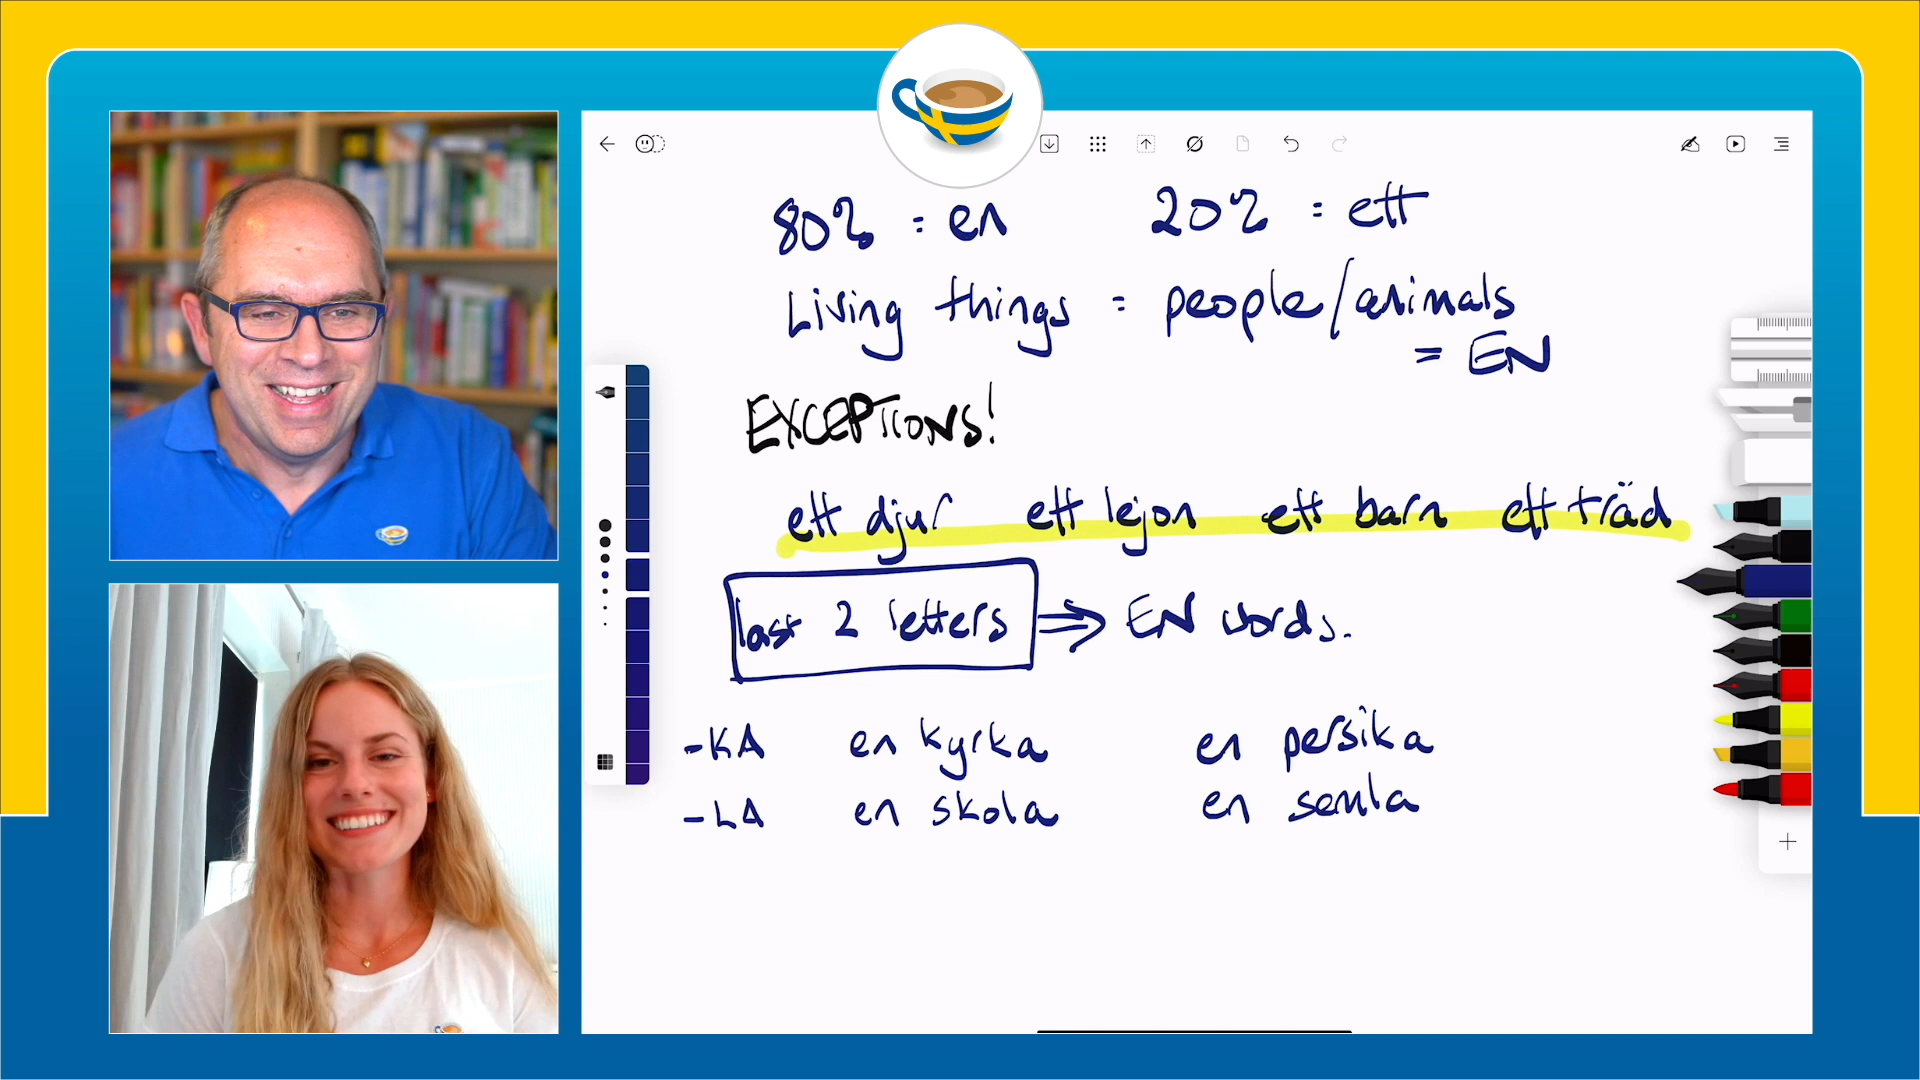 80% : en 20% : ett
Living things : people/animals
= EN
EXCEPTIONS!
ett djur ett lejon ett barn ett träd
last 2 letters ⇒ EN words.
-KA en kyrka en persika
-LA en skola en semla